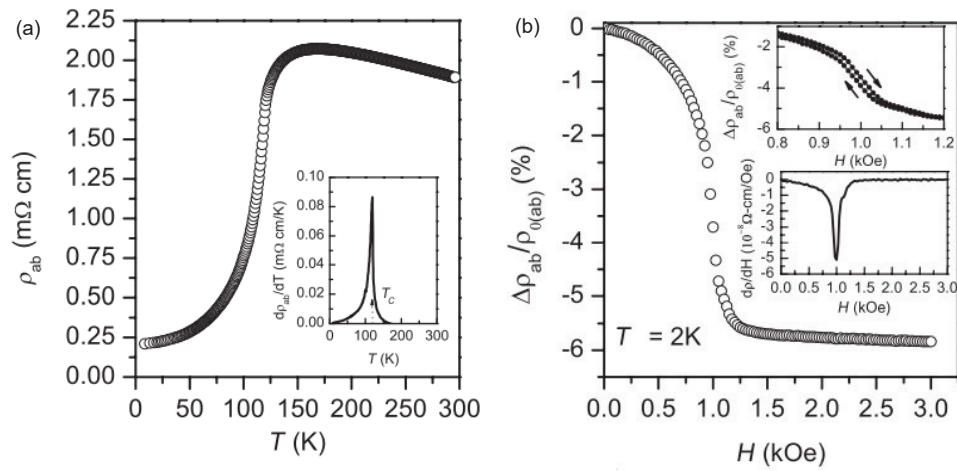 (a)
2.25
2.00
1.75
1.50
1.25
1.00
0.75
0.50
0.25
0.00
ρab (mΩ cm)
0 50 100 150 200 250 300
T (K)
0.10
0.08
0.06
0.04
0.02
0.00
dρab/dT (mΩ cm/K)
TC
0 100 200
T (K)
(b)
0
-1
-2
-3
-4
-5
-6
Δρab/ρ0(ab) (%)
T = 2K
0.0 0.5 1.0 1.5 2.0 2.5 3.0
H (kOe)
-2
-4
-6
Δρab/ρ0(ab) (%)
0.8 0.9 1.0 1.1 1.2
H (kOe)
0
-1
-2
-3
-4
-5
-6
dρ/dH (10⁻⁸Ω-cm/Oe)
0.0 0.5 1.0 1.5 2.0 2.5 3.0
H (kOe)